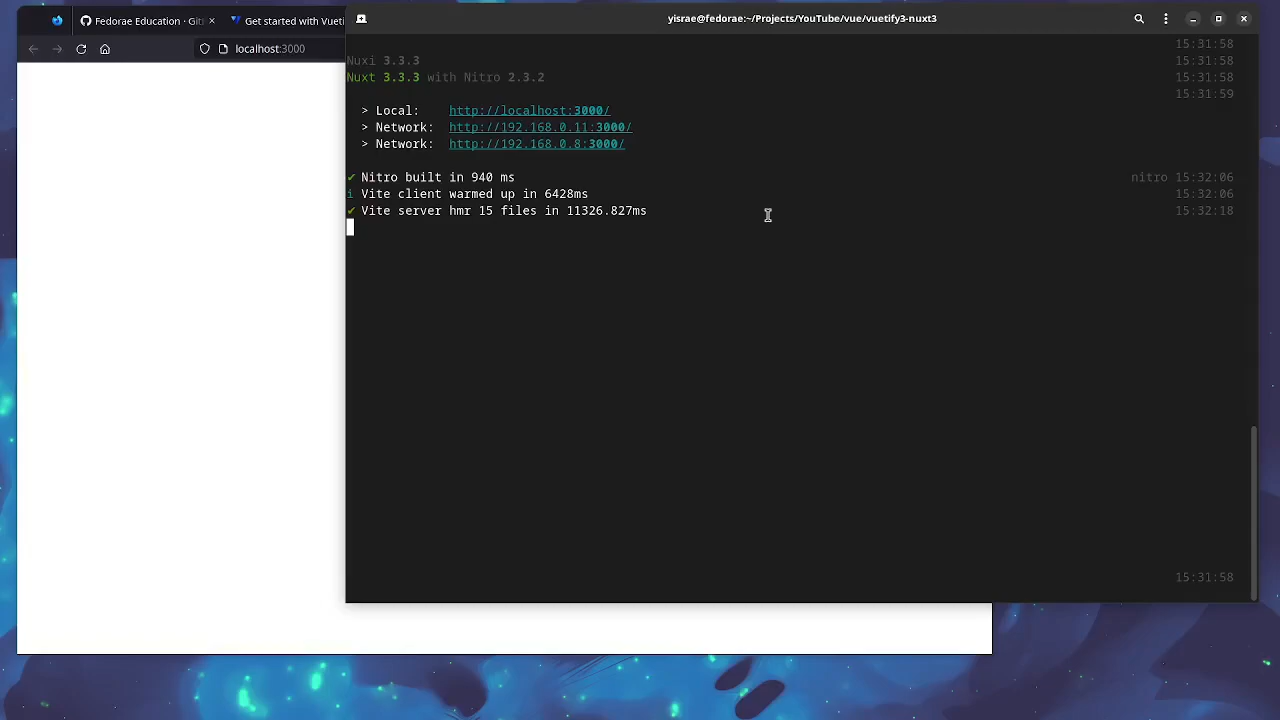 Fedorae Education · Git
Get started with Vueti
localhost:3000
yisrae@fedorae:~/Projects/YouTube/vue/vuetify3-nuxt3
15:31:58
Nuxi 3.3.3 15:31:58
Nuxt 3.3.3 with Nitro 2.3.2 15:31:58
15:31:59
> Local: http://localhost:3000/
> Network: http://192.168.0.11:3000/
> Network: http://192.168.0.8:3000/
✔ Nitro built in 940 ms nitro 15:32:06
i Vite client warmed up in 6428ms 15:32:06
✔ Vite server hmr 15 files in 11326.827ms 15:32:18
15:31:58